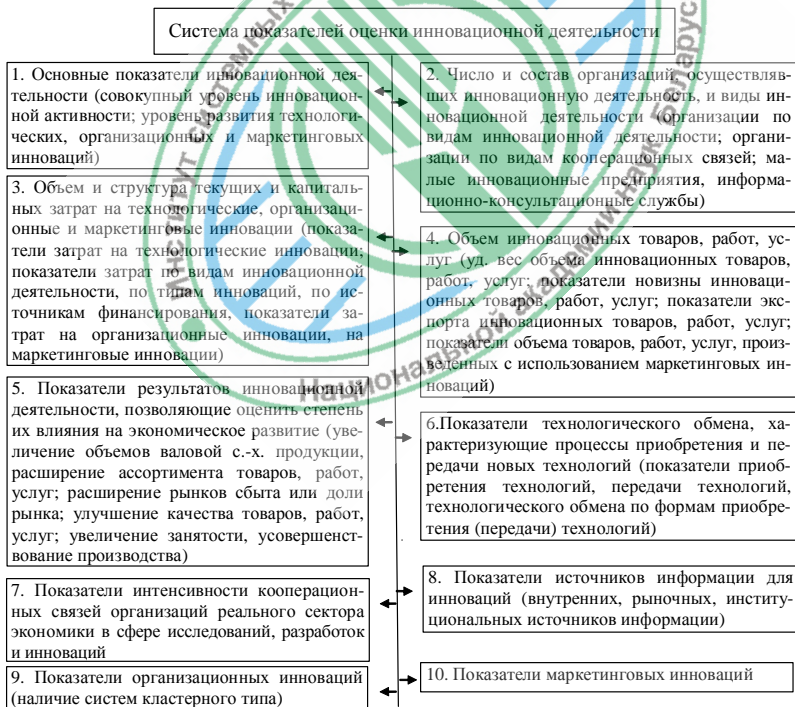 Система показателей оценки инновационной деятельности
1. Основные показатели инновационной дея-
тельности (совокупный уровень инновацион-
ной активности; уровень развития технологи-
ческих, организационных и маркетинговых
инноваций)
2. Число и состав организаций, осуществляв-
ших инновационную деятельность, и виды ин-
новационной деятельности (организации по
видам инновационной деятельности; органи-
зации по видам кооперационных связей; ма-
лые инновационные предприятия, информа-
ционно-консультационные службы)
3. Объем и структура текущих и капиталь-
ных затрат на технологические, организаци-
онные и маркетинговые инновации (показа-
тели затрат на технологические инновации;
показатели затрат по видам инновационной
деятельности, по типам инноваций, по ис-
точникам финансирования, показатели за-
трат на организационные инновации, на
маркетинговые инновации)
4. Объем инновационных товаров, работ, ус-
луг (уд. вес объема инновационных товаров,
работ, услуг; показатели новизны инноваци-
онных товаров, работ, услуг; показатели экс-
порта инновационных товаров, работ, услуг;
показатели объема товаров, работ, услуг, произ-
веденных с использованием маркетинговых ин-
новаций)
5. Показатели результатов инновационной
деятельности, позволяющие оценить степень
их влияния на экономическое развитие (уве-
личение объемов валовой с.-х. продукции,
расширение ассортимента товаров, работ,
услуг; расширение рынков сбыта или доли
рынка; улучшение качества товаров, работ,
услуг; увеличение занятости, усовершенст-
вование производства)
6.Показатели технологического обмена, ха-
рактеризующие процессы приобретения и пе-
редачи новых технологий (показатели приоб-
ретения технологий, передачи технологий,
технологического обмена по формам приобре-
тения (передачи) технологий)
7. Показатели интенсивности кооперацион-
ных связей организаций реального сектора
экономики в сфере исследований, разработок
и инноваций
8. Показатели источников информации для
инноваций (внутренних, рыночных, институ-
циональных источников информации)
9. Показатели организационных инноваций
(наличие систем кластерного типа)
10. Показатели маркетинговых инноваций
Институт системных
Национальной академии наук Беларус